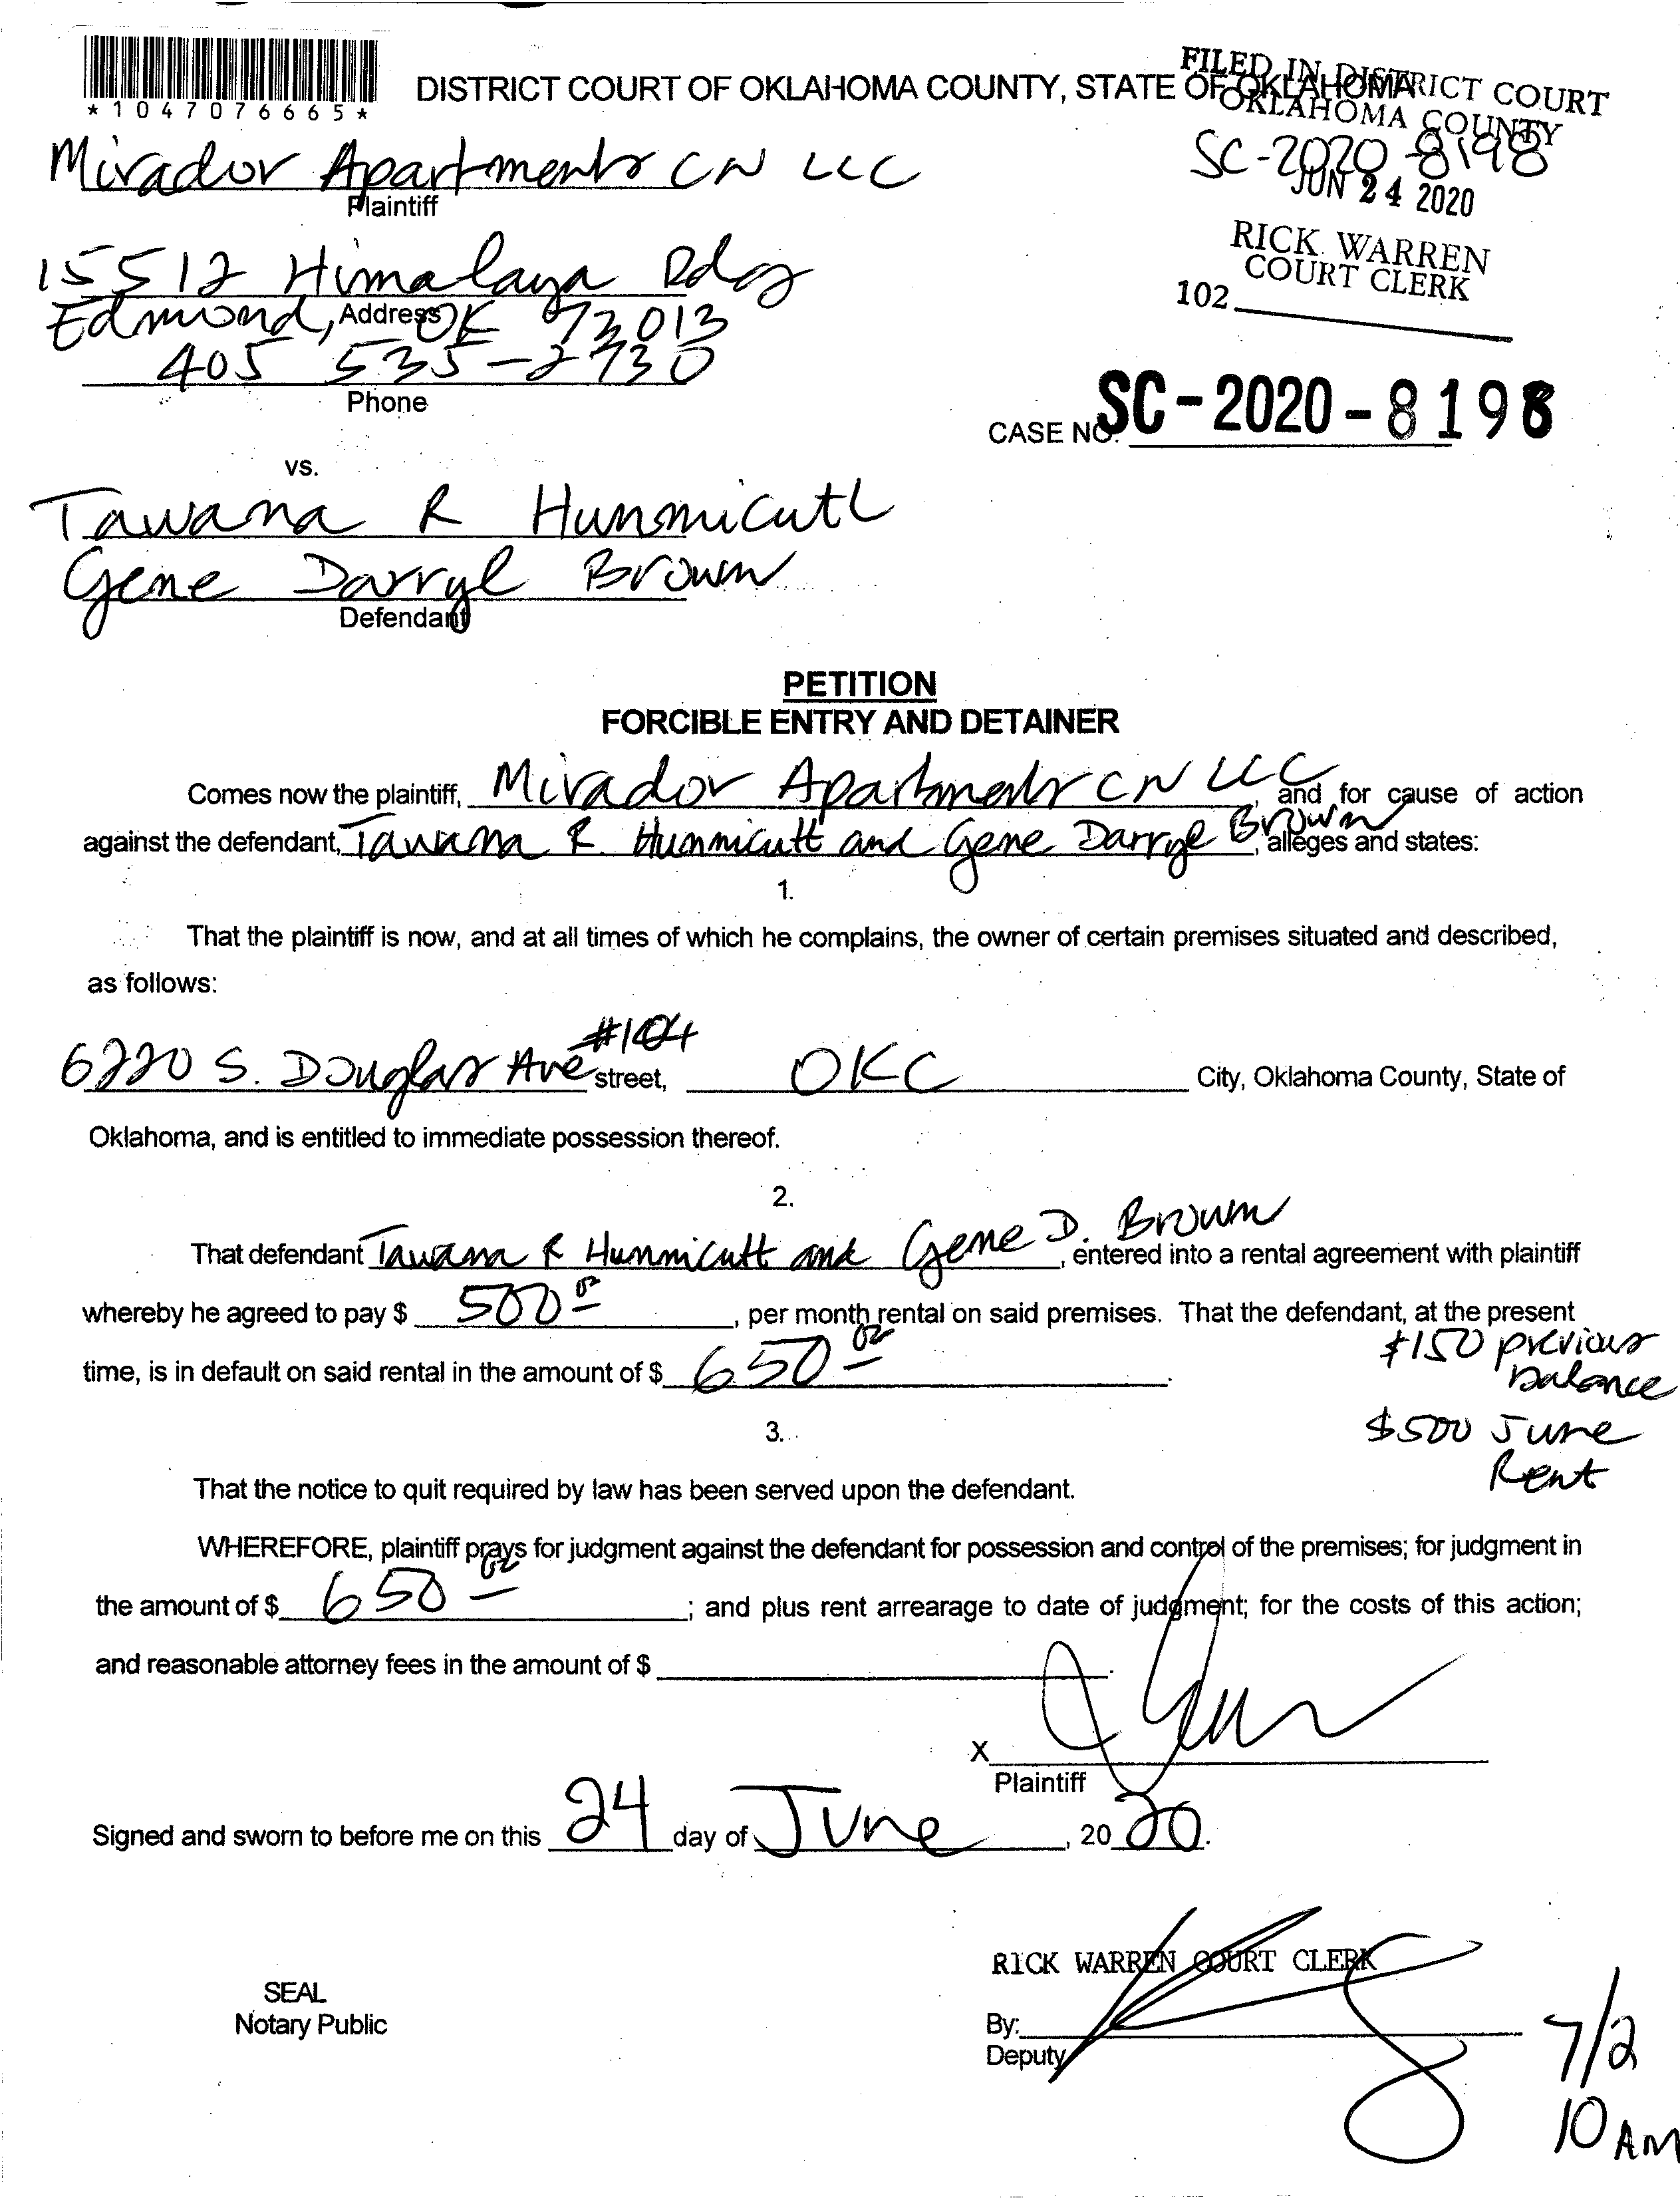 *1047076665*
DISTRICT COURT OF OKLAHOMA COUNTY, STATE OF OKLAHOMA
FILED IN DISTRICT COURT
OKLAHOMA COUNTY
SC-2020-8198
JUN 24 2020
RICK WARREN
COURT CLERK
102
Mirador Apartments CN LLC
Plaintiff
15512 Himalaya Rdg
Edmond, OK 73013
Address
405 535-2730
Phone
CASE NO. SC-2020-8198
vs.
Tawana R Hunnicutt
Gene Darryl Brown
Defendant
PETITION
FORCIBLE ENTRY AND DETAINER
Comes now the plaintiff, Mirador Apartments CN LLC, and for cause of action
against the defendant, Tawana R. Hunnicutt and Gene Darryl Brown, alleges and states:
1.
That the plaintiff is now, and at all times of which he complains, the owner of certain premises situated and described,
as follows:
6220 S. Douglas Ave #104 street, OKC City, Oklahoma County, State of
Oklahoma, and is entitled to immediate possession thereof.
2.
That defendant Tawana R Hunnicutt and Gene D. Brown, entered into a rental agreement with plaintiff
whereby he agreed to pay $ 500 00, per month rental on said premises. That the defendant, at the present
time, is in default on said rental in the amount of $ 650 00.
$150 previous
balance
$500 June
Rent
3.
That the notice to quit required by law has been served upon the defendant.
WHEREFORE, plaintiff prays for judgment against the defendant for possession and control of the premises; for judgment in
the amount of $ 650 00; and plus rent arrearage to date of judgment; for the costs of this action;
and reasonable attorney fees in the amount of $ .
X
Plaintiff
Signed and sworn to before me on this 24 day of June, 2020.
RICK WARREN COURT CLERK
SEAL
Notary Public
By:
Deputy
7/2
10 AM